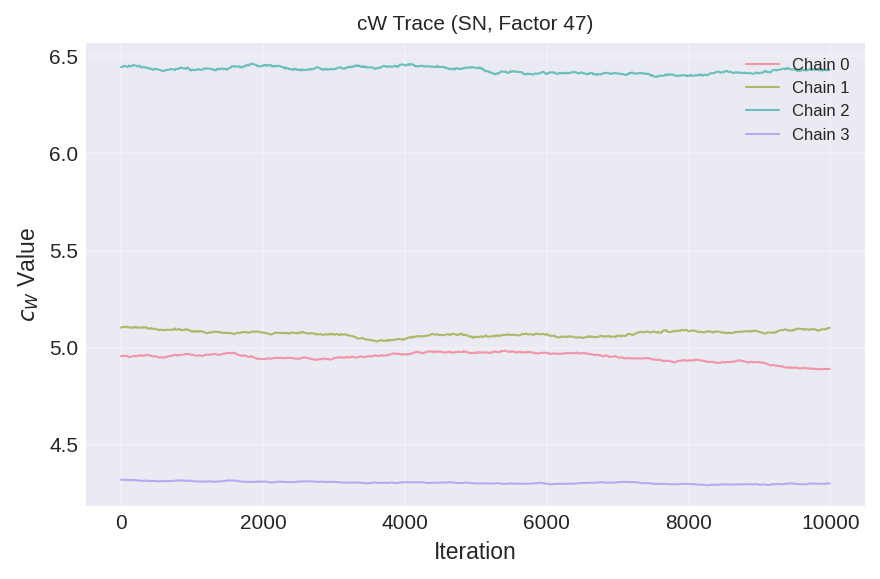 cW Trace (SN, Factor 47)
6.5
6.0
5.5
5.0
4.5
c_W Value
Chain 0
Chain 1
Chain 2
Chain 3
0 2000 4000 6000 8000 10000
Iteration